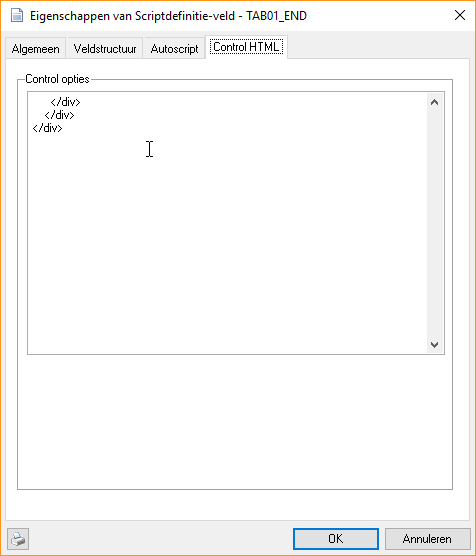 Eigenschappen van Scriptdefinitie-veld - TAB01_END
Algemeen Veldstructuur Autoscript Control HTML
Control opties
</div>
</div>
</div>
OK Annuleren